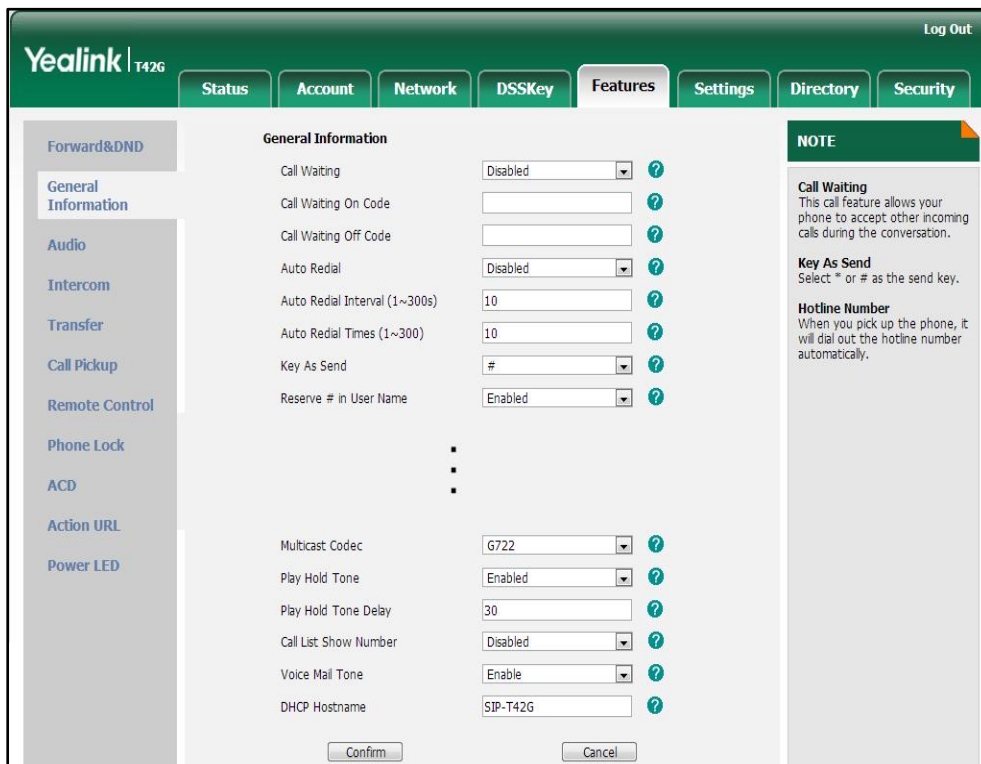 Log Out
Yealink T42G
Status Account Network DSSKey Features Settings Directory Security
Forward&DND
General
Information
Audio
Intercom
Transfer
Call Pickup
Remote Control
Phone Lock
ACD
Action URL
Power LED
General Information
Call Waiting Disabled ?
Call Waiting On Code ?
Call Waiting Off Code ?
Auto Redial Disabled ?
Auto Redial Interval (1~300s) 10 ?
Auto Redial Times (1~300) 10 ?
Key As Send # ?
Reserve # in User Name Enabled ?
Multicast Codec G722 ?
Play Hold Tone Enabled ?
Play Hold Tone Delay 30 ?
Call List Show Number Disabled ?
Voice Mail Tone Enable ?
DHCP Hostname SIP-T42G ?
Confirm Cancel
NOTE
Call Waiting
This call feature allows your
phone to accept other incoming
calls during the conversation.
Key As Send
Select * or # as the send key.
Hotline Number
When you pick up the phone, it
will dial out the hotline number
automatically.